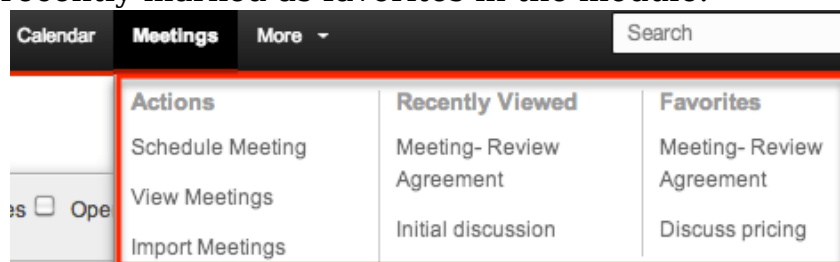 recently marked as favorites in the module.
Calendar Meetings More Search
Actions Recently Viewed Favorites
Schedule Meeting Meeting- Review Meeting- Review
Agreement Agreement
View Meetings
Initial discussion Discuss pricing
Import Meetings